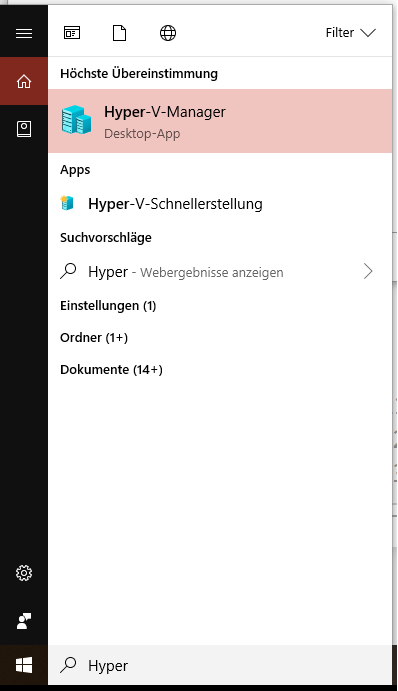 Filter
Höchste Übereinstimmung
Hyper-V-Manager
Desktop-App
Apps
Hyper-V-Schnellerstellung
Suchvorschläge
Hyper - Webergebnisse anzeigen
Einstellungen (1)
Ordner (1+)
Dokumente (14+)
Hyper